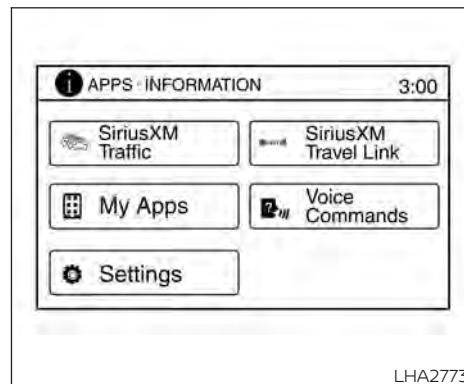 i APPS · INFORMATION 3:00
SiriusXM
Traffic
SiriusXM
Travel Link
My Apps
Voice
Commands
Settings
LHA2773